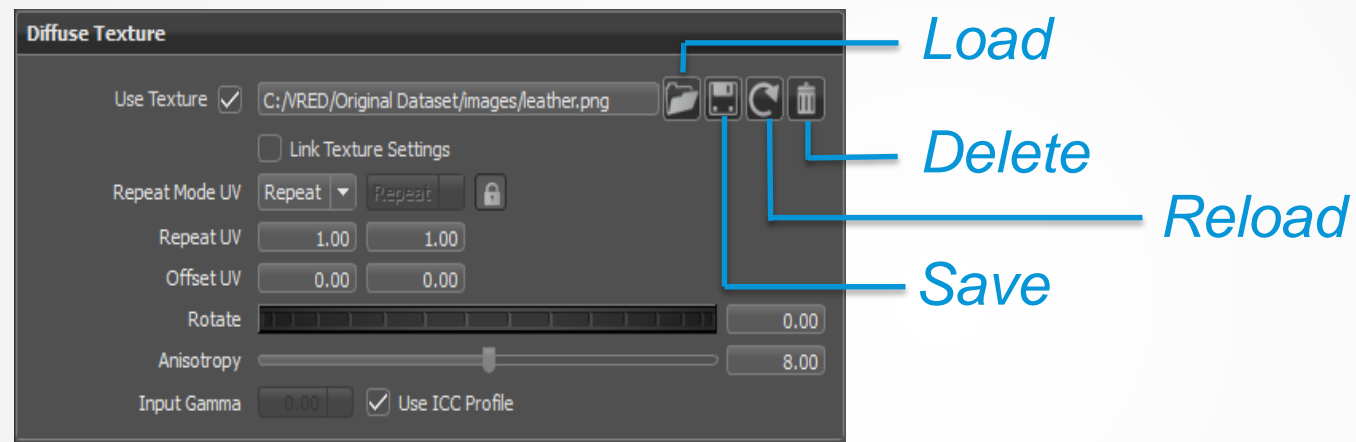 Diffuse Texture
Load
Use Texture C:/VRED/Original Dataset/images/leather.png
Link Texture Settings
Delete
Repeat Mode UV Repeat Repeat
Reload
Repeat UV 1.00 1.00
Offset UV 0.00 0.00
Save
Rotate 0.00
Anisotropy 8.00
Input Gamma 0.00 Use ICC Profile